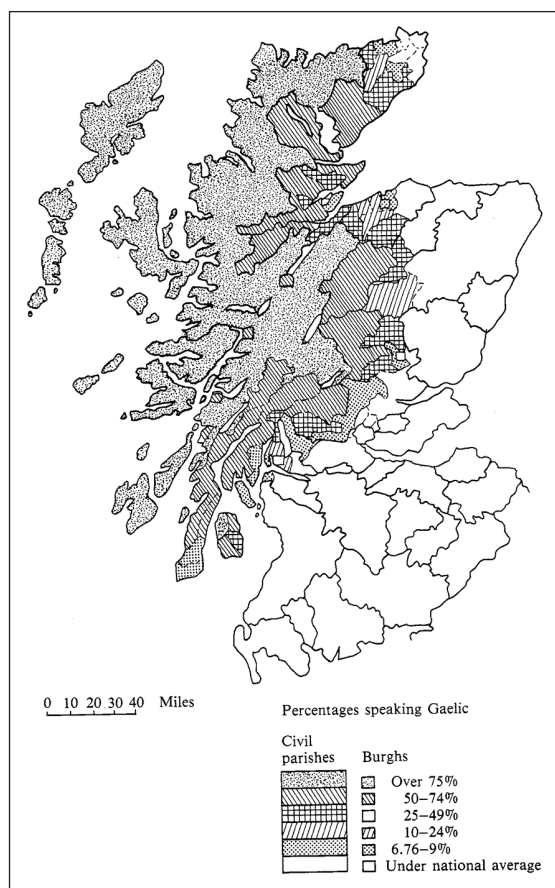 0 10 20 30 40 Miles
Percentages speaking Gaelic
Civil
parishes
Burghs
Over 75%
50–74%
25–49%
10–24%
6.76–9%
Under national average